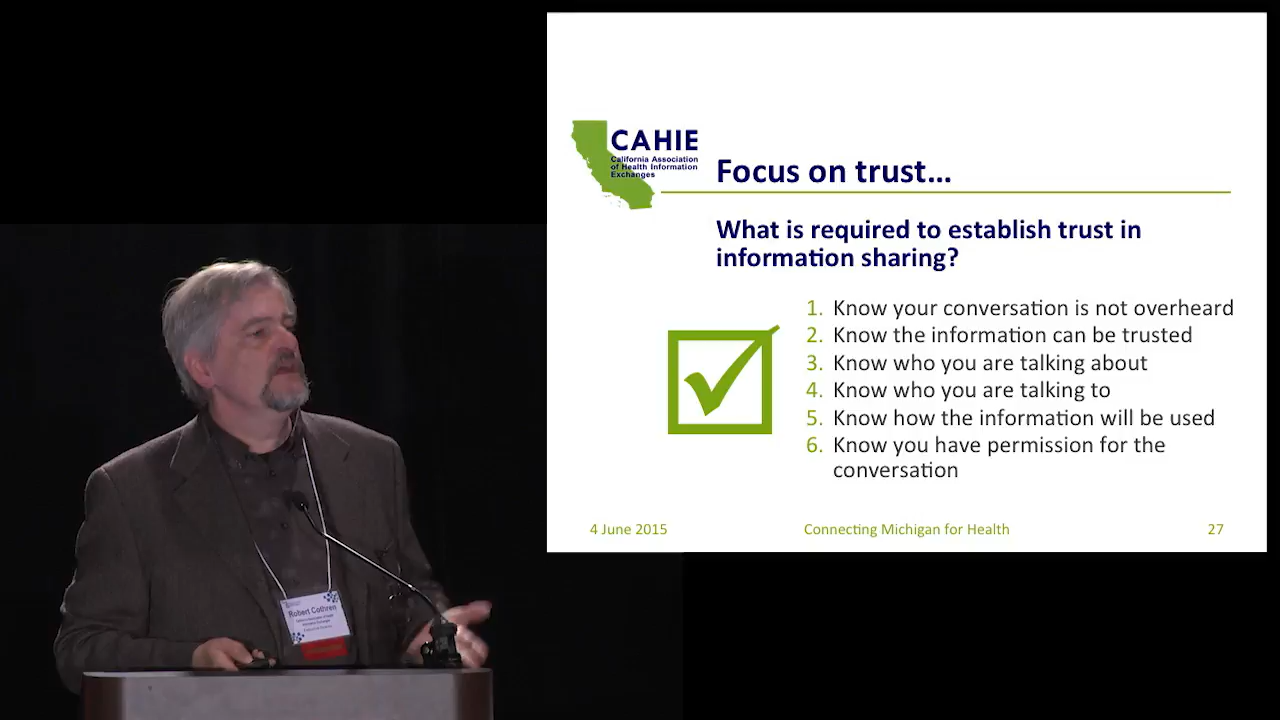 CAHIE
California Association
of Health Information
Exchanges
Focus on trust...
What is required to establish trust in
information sharing?
1. Know your conversation is not overheard
2. Know the information can be trusted
3. Know who you are talking about
4. Know who you are talking to
5. Know how the information will be used
6. Know you have permission for the
conversation
4 June 2015
Connecting Michigan for Health
27
Robert Cothren